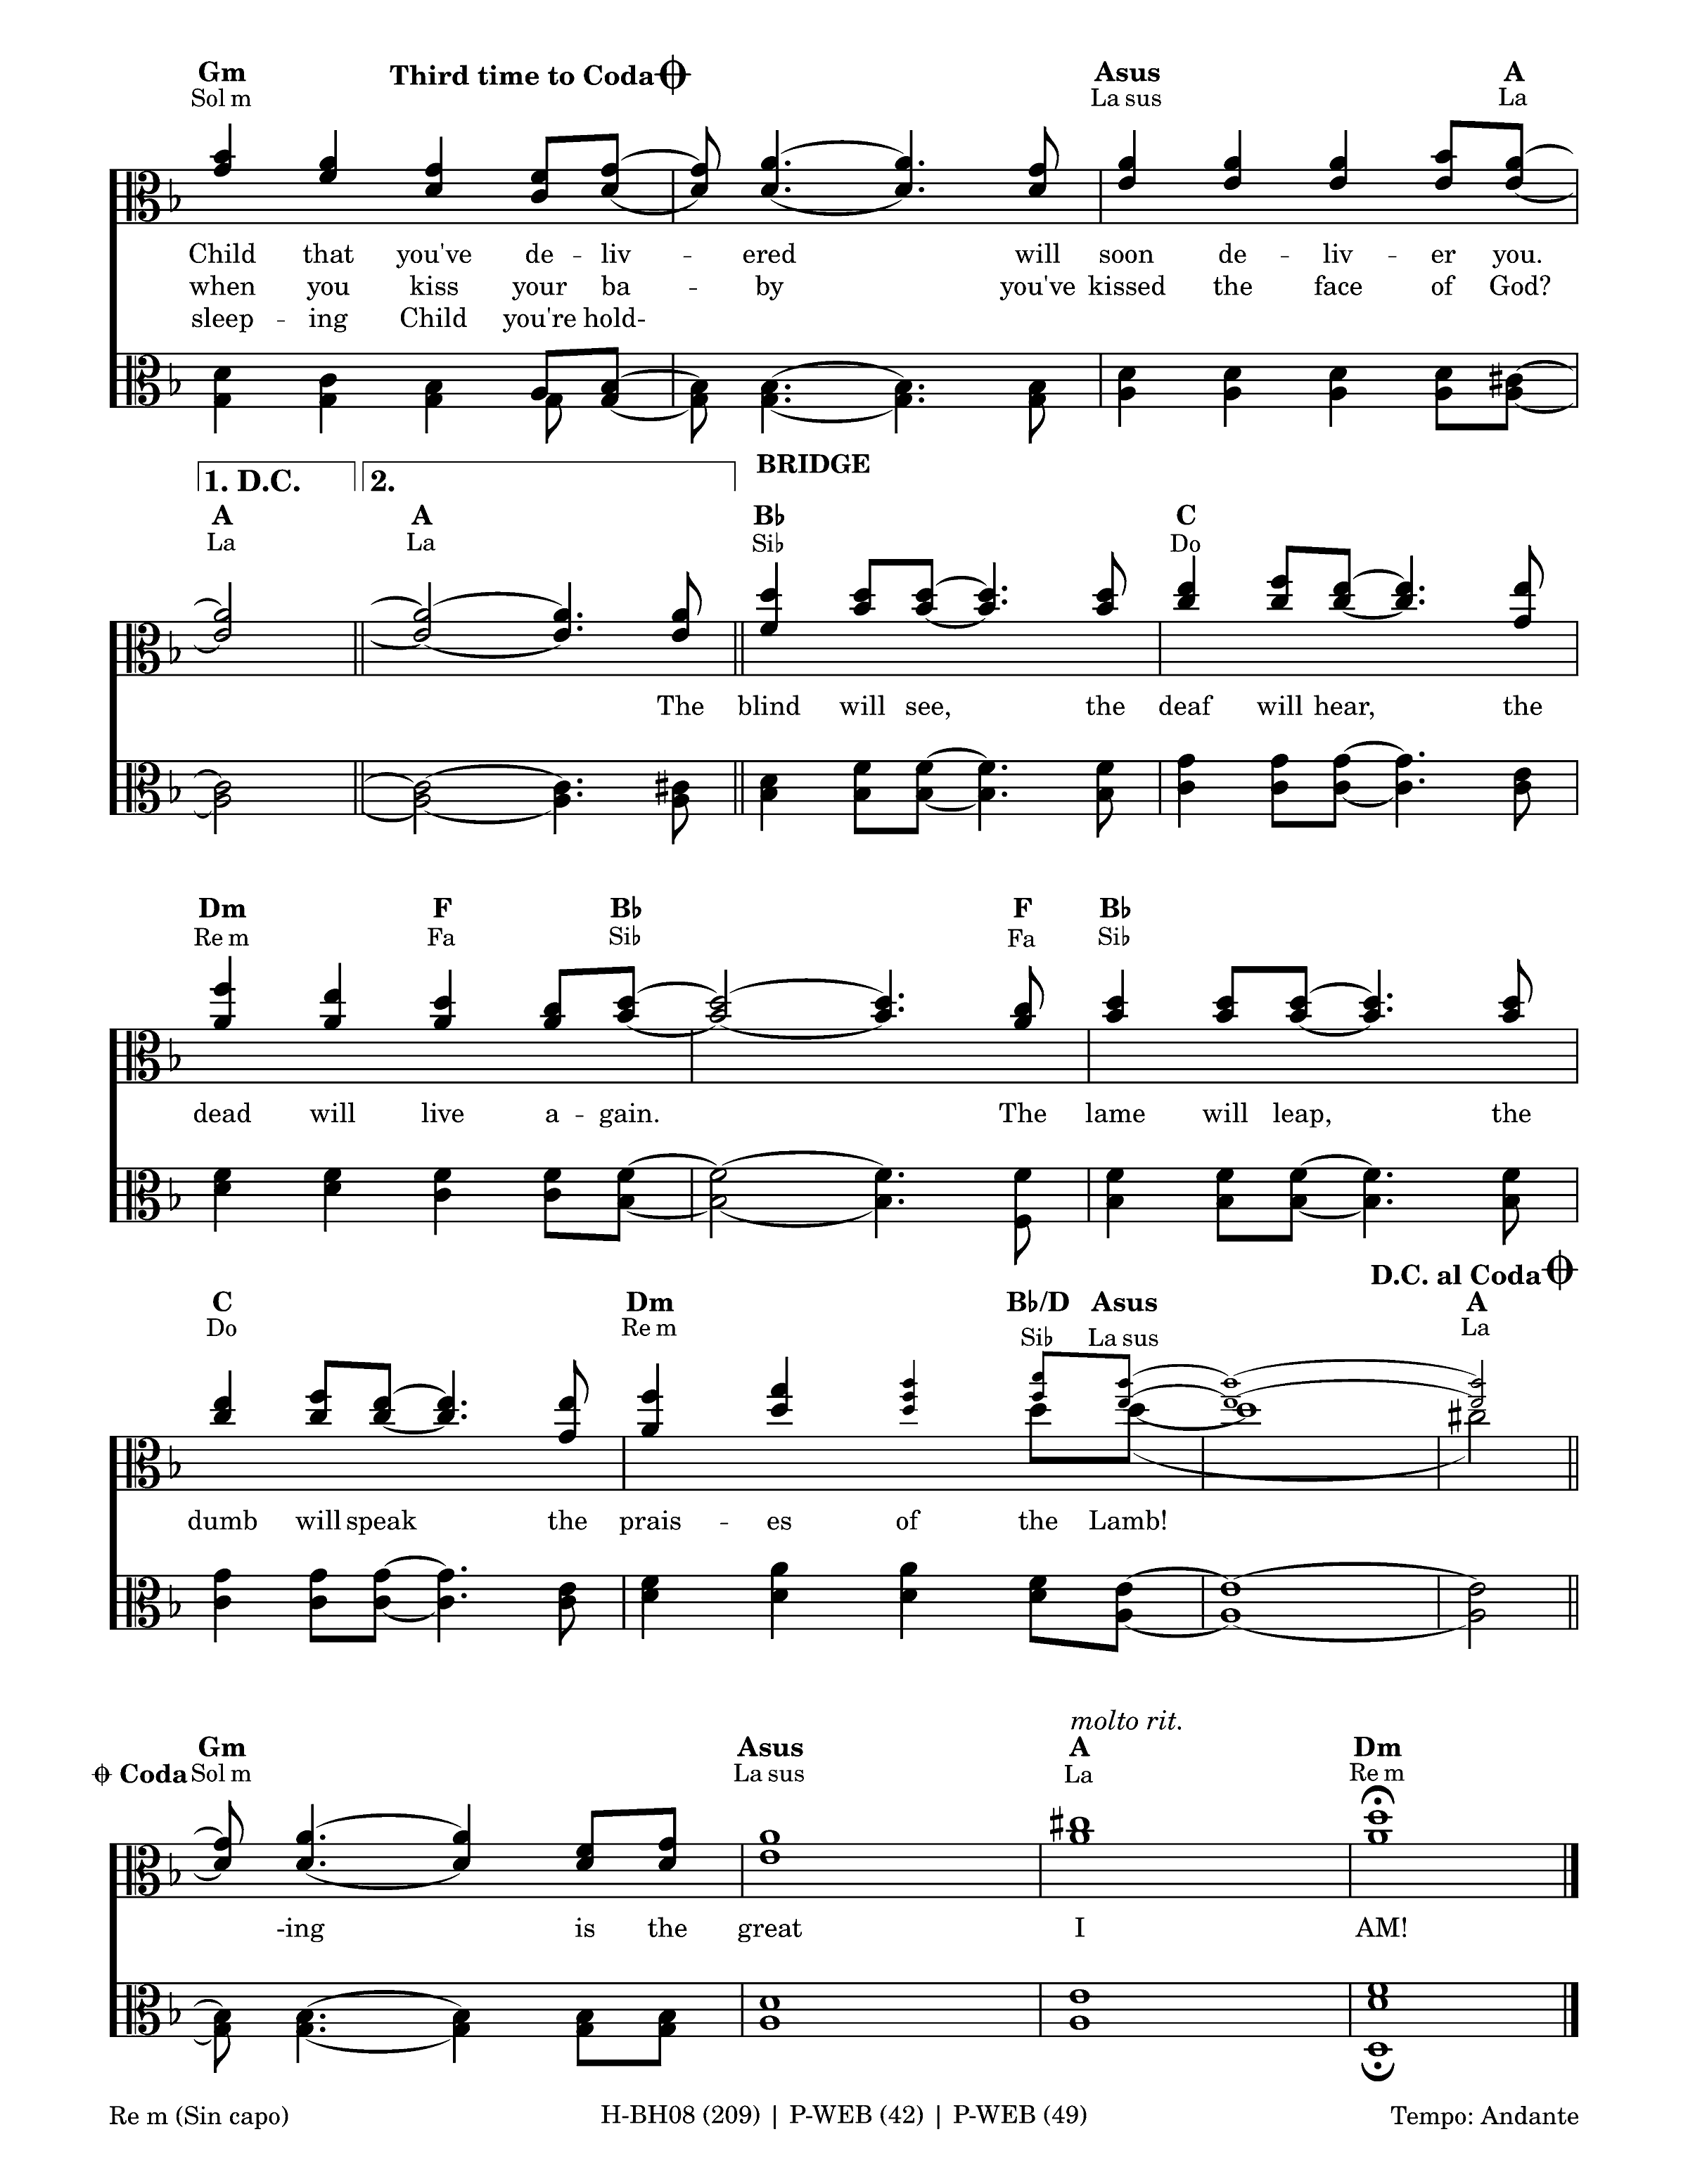 Gm Third time to Coda Asus A
Sol m La sus La
Child that you've de - liv - ered will soon de - liv - er you.
when you kiss your ba - by you've kissed the face of God?
sleep - ing Child you're hold-
1. D.C. 2. BRIDGE
A A B♭ C
La La Si♭ Do
The blind will see, the deaf will hear, the
Dm F B♭ F B♭
Re m Fa Si♭ Fa Si♭
dead will live a - gain. The lame will leap, the
D.C. al Coda
C Dm B♭/D Asus A
Do Re m Si♭ La sus La
dumb will speak the prais - es of the Lamb!
molto rit.
Gm Asus A Dm
Coda Sol m La sus La Re m
-ing is the great I AM!
Re m (Sin capo) H-BH08 (209) | P-WEB (42) | P-WEB (49) Tempo: Andante